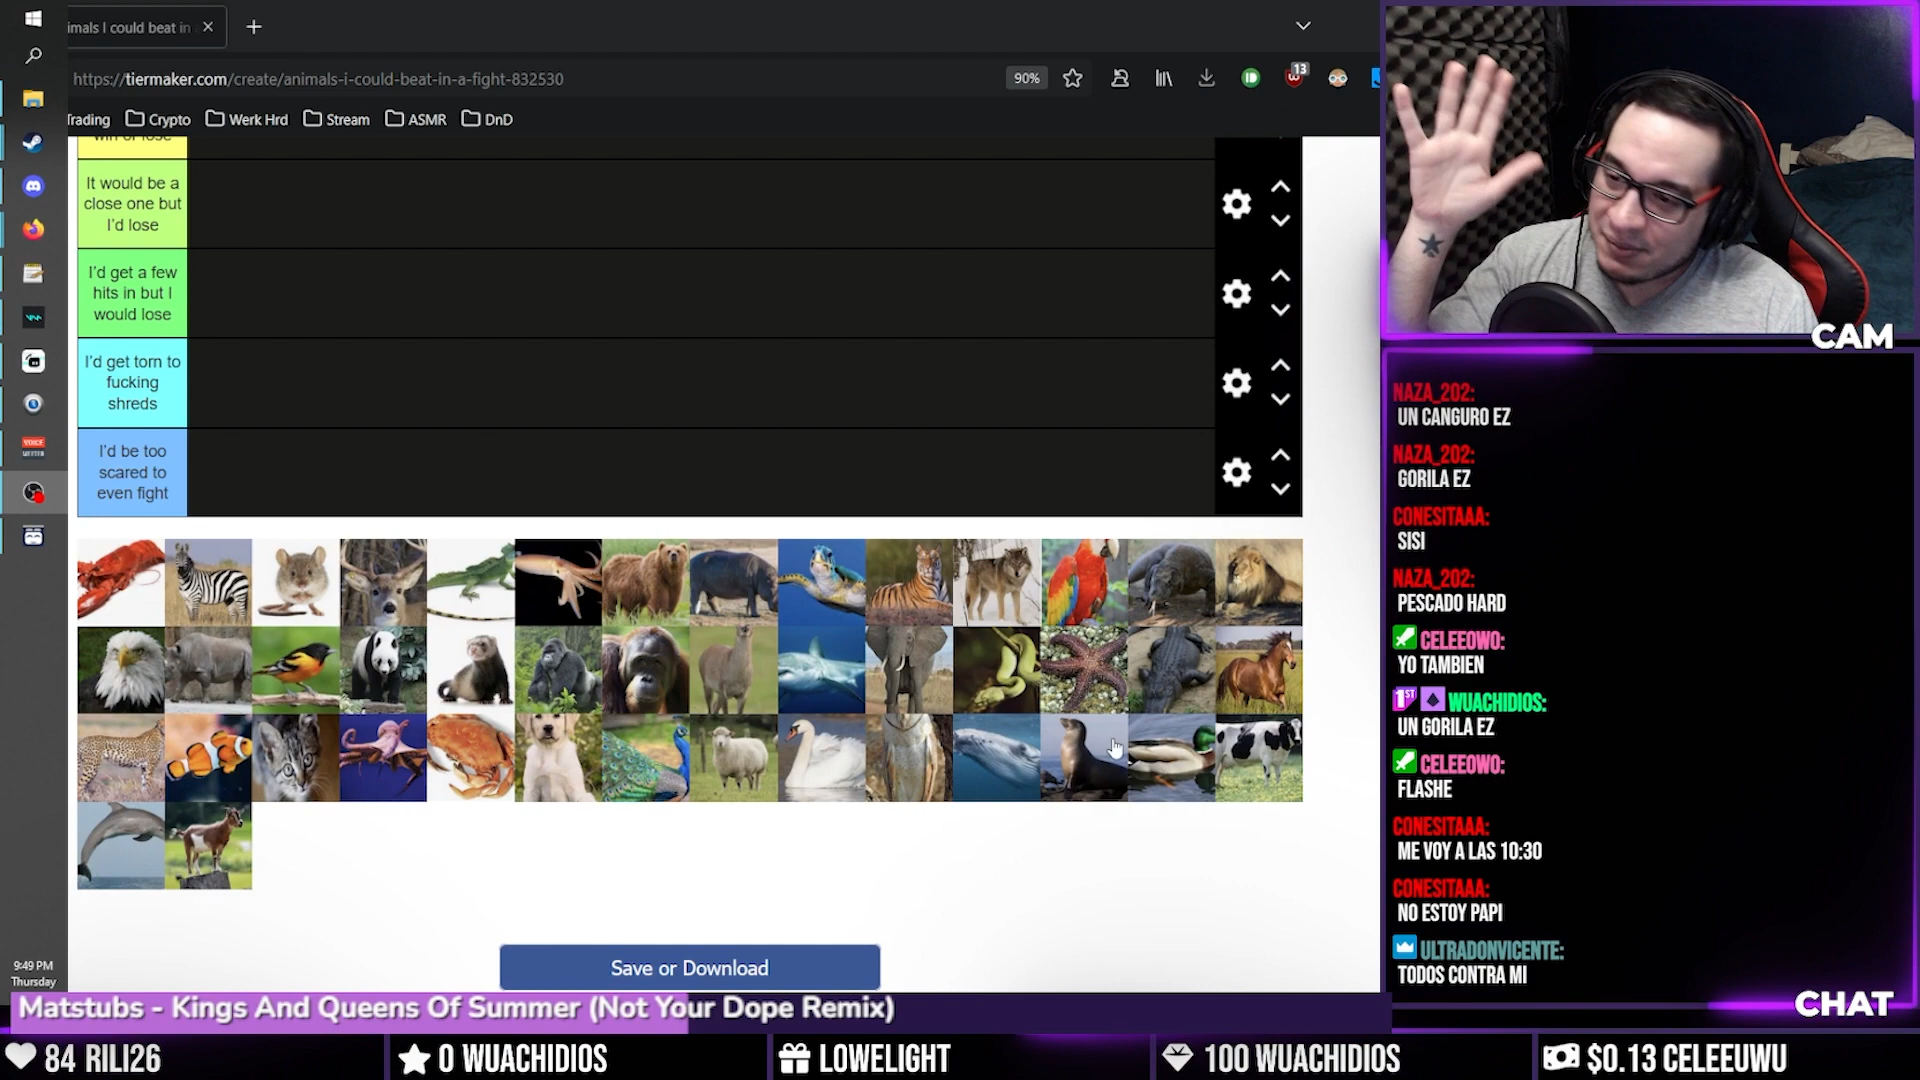 imals I could beat in
https://tiermaker.com/create/animals-i-could-beat-in-a-fight-832530
90%
13
Trading
Crypto
Werk Hrd
Stream
ASMR
DnD
win or lose
It would be a
close one but
I'd lose
I'd get a few
hits in but I
would lose
I'd get torn to
fucking
shreds
I'd be too
scared to
even fight
Save or Download
VOICE
9:49 PM
Thursday
CAM
NAZA_202:
UN CANGURO EZ
NAZA_202:
GORILA EZ
CONESITAAA:
SISI
NAZA_202:
PESCADO HARD
CELEEOWO:
YO TAMBIEN
1ST WUACHIDIOS:
UN GORILA EZ
CELEEOWO:
FLASHE
CONESITAAA:
ME VOY A LAS 10:30
CONESITAAA:
NO ESTOY PAPI
ULTRADONVICENTE:
TODOS CONTRA MI
CHAT
Matstubs - Kings And Queens Of Summer (Not Your Dope Remix)
84 RILI26
0 WUACHIDIOS
LOWELIGHT
100 WUACHIDIOS
$0.13 CELEEUWU